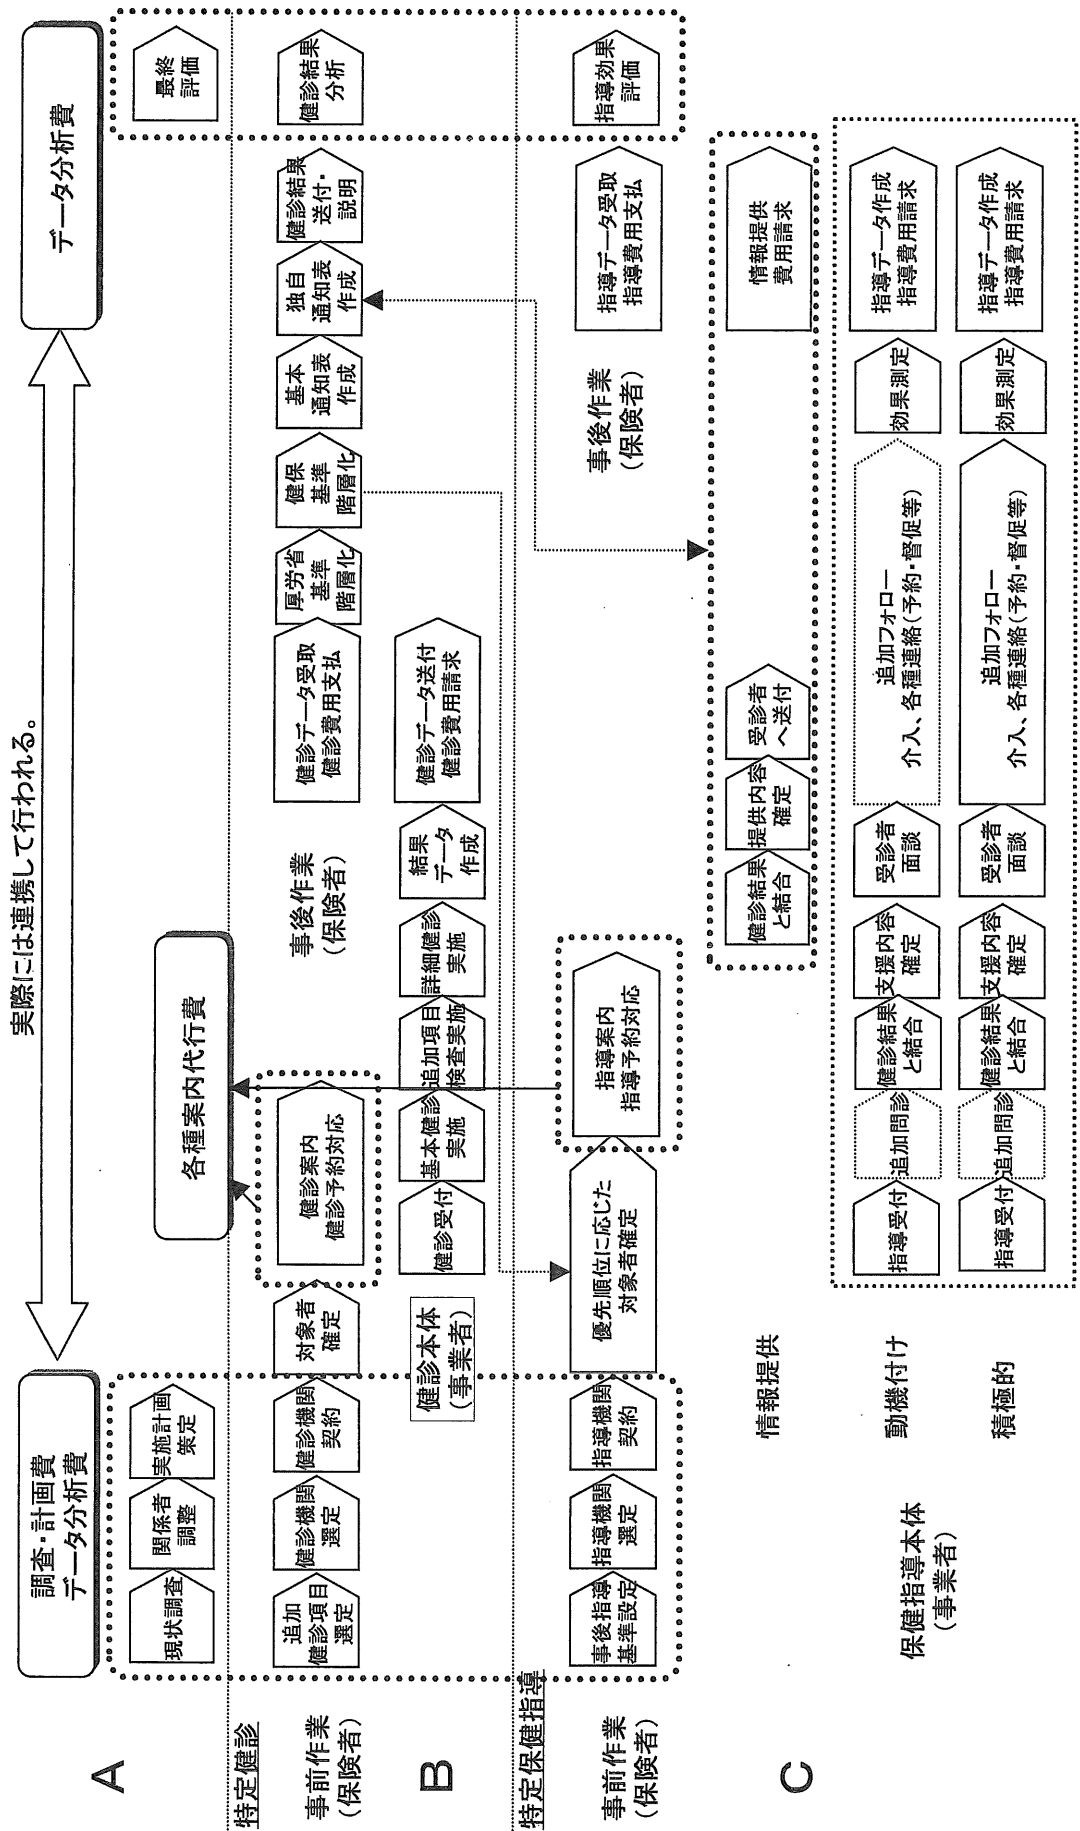 実際には連携して行われる。
調査・計画費
データ分析費
データ分析費
各種案内代行費
A
現状調査
関係者
調整
実施計画
策定
最終
評価
特定健診
事前作業
（保険者）
追加
健診項目
選定
健診機関
選定
健診機関
契約
対象者
確定
健診案内
健診予約対応
事後作業
（保険者）
健診データ受取
健診費用支払
厚労省
基準
階層化
健保
基準
階層化
基本
通知表
作成
独自
通知表
作成
健診結果
送付・
説明
健診結果
分析
B
健診本体
（事業者）
健診受付
基本健診
実施
追加項目
検査実施
詳細健診
実施
結果
データ
作成
健診データ送付
健診費用請求
特定保健指導
事前作業
（保険者）
事後指導
基準設定
指導機関
選定
指導機関
契約
優先順位に応じた
対象者確定
指導案内
指導予約対応
事後作業
（保険者）
指導データ受取
指導費用支払
指導効果
評価
C
保健指導本体
（事業者）
情報提供
健診結果
と結合
提供内容
確定
受診者
へ送付
情報提供
費用請求
動機付け
指導受付
追加問診
健診結果
と結合
支援内容
確定
受診者
面談
追加フォロー
介入、各種連絡（予約・督促等）
効果測定
指導データ作成
指導費用請求
積極的
指導受付
追加問診
健診結果
と結合
支援内容
確定
受診者
面談
追加フォロー
介入、各種連絡（予約・督促等）
効果測定
指導データ作成
指導費用請求